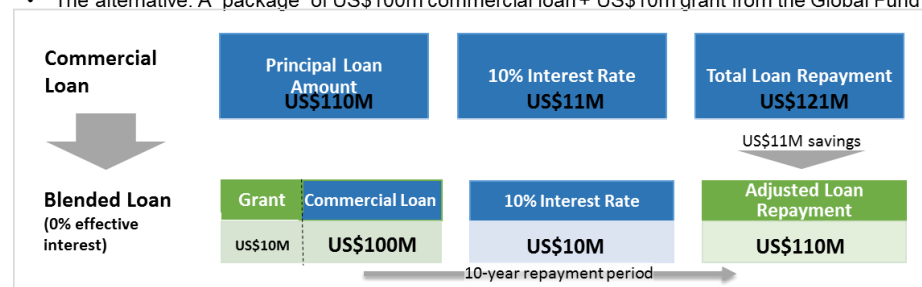 • The alternative: A "package" of US$100m commercial loan + US$10m grant from the Global Fund
Commercial
Loan
Principal Loan
Amount
US$110M
10% Interest Rate
US$11M
Total Loan Repayment
US$121M
US$11M savings
Blended Loan
(0% effective
interest)
Grant
US$10M
Commercial Loan
US$100M
10% Interest Rate
US$10M
Adjusted Loan
Repayment
US$110M
10-year repayment period